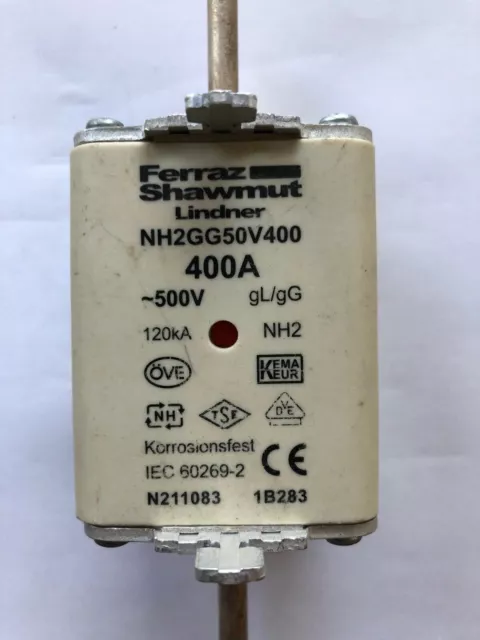 Ferraz
Shawmut
Lindner
NH2GG50V400
400A
~500V gL/gG
120kA NH2
ÖVE KEMA KEUR
NH TSE VDE
Korrosionsfest
IEC 60269-2 CE
N211083 1B283